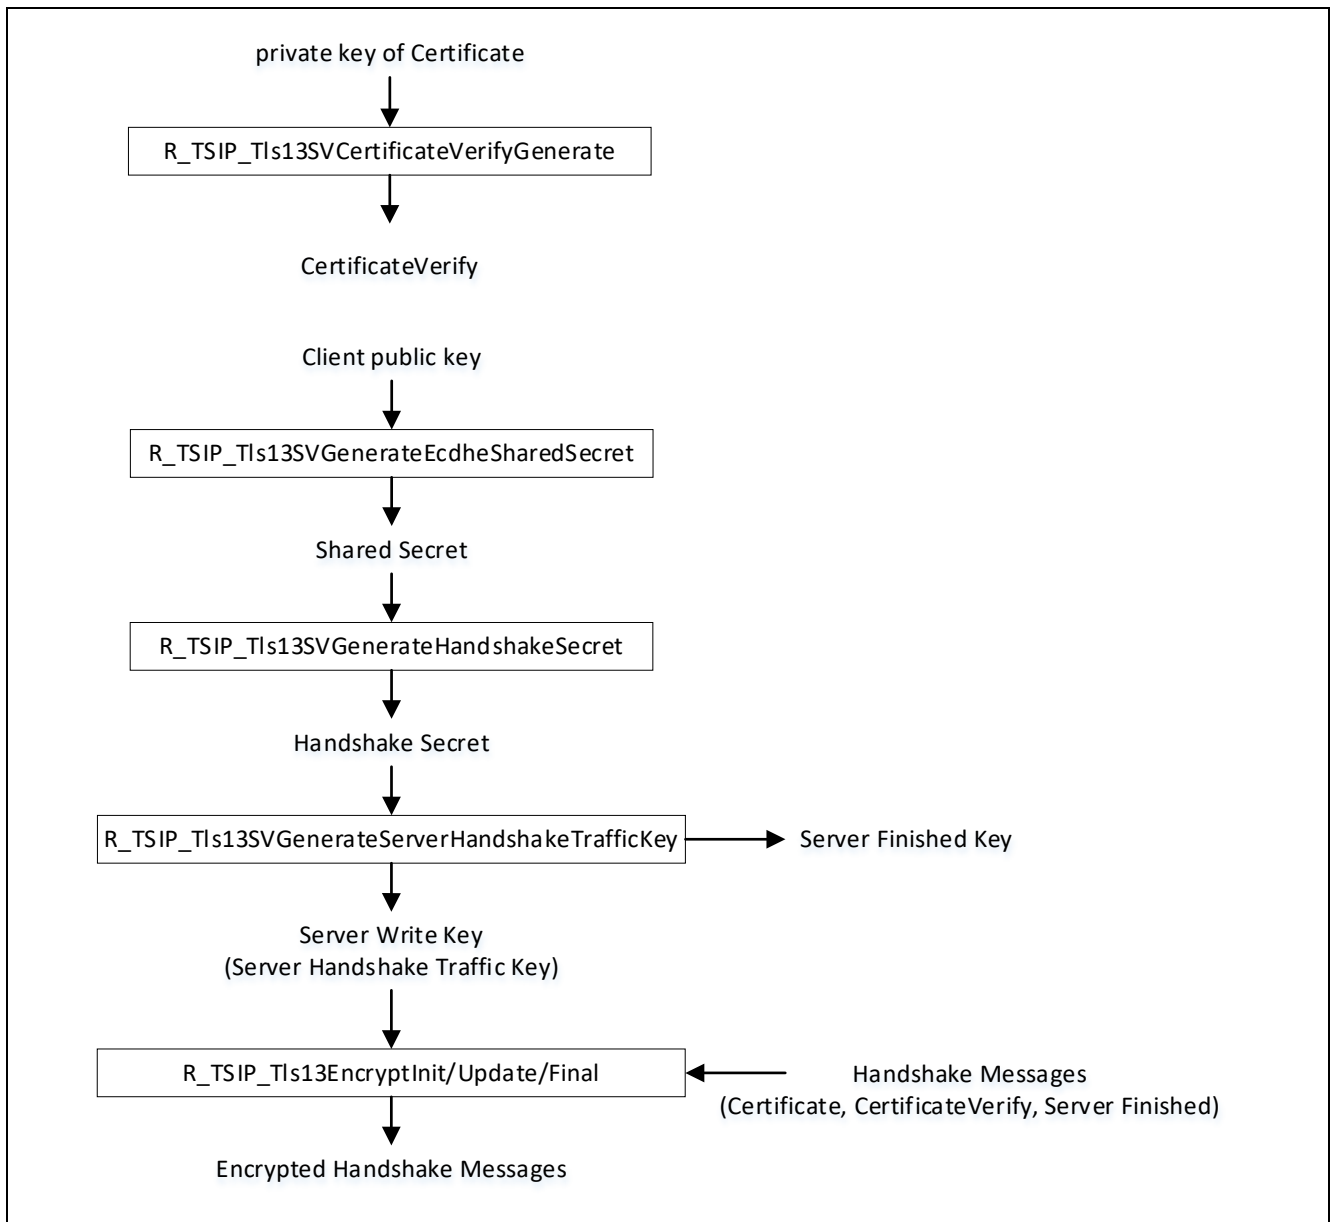 private key of Certificate
R_TSIP_Tls13SVCertificateVerifyGenerate
CertificateVerify
Client public key
R_TSIP_Tls13SVGenerateEcdheSharedSecret
Shared Secret
R_TSIP_Tls13SVGenerateHandshakeSecret
Handshake Secret
R_TSIP_Tls13SVGenerateServerHandshakeTrafficKey
Server Finished Key
Server Write Key
(Server Handshake Traffic Key)
R_TSIP_Tls13EncryptInit/Update/Final
Handshake Messages
(Certificate, CertificateVerify, Server Finished)
Encrypted Handshake Messages